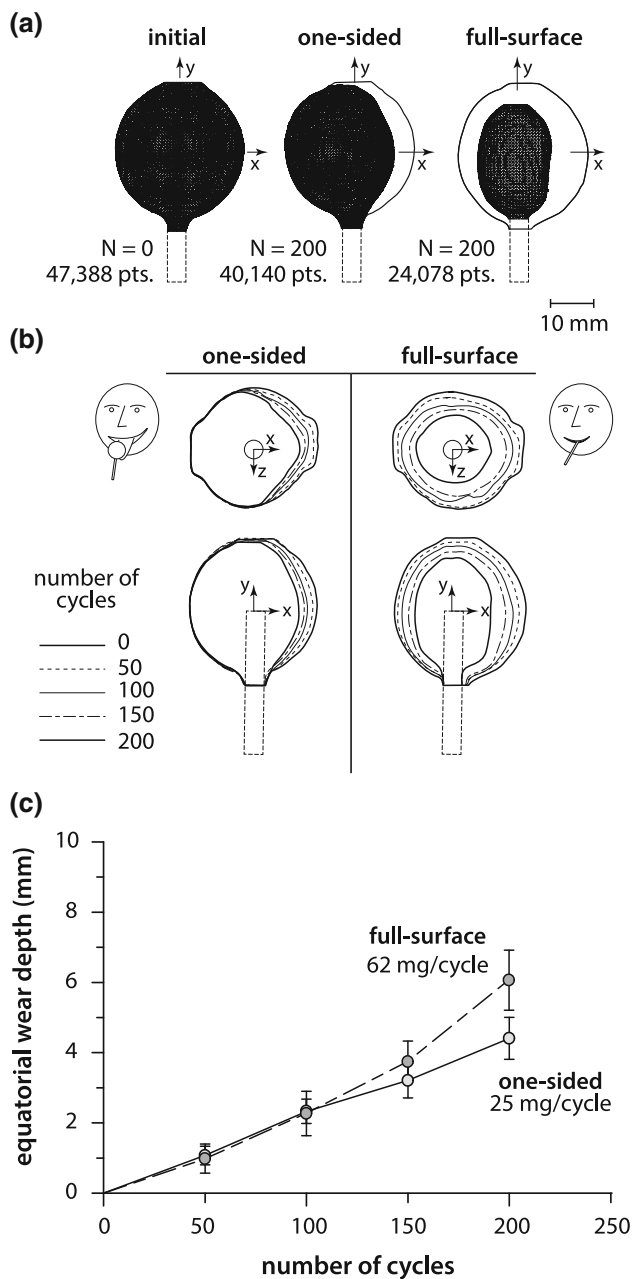 (a)
initial
one-sided
full-surface
y
y
y
x
x
x
N = 0
47,388 pts.
N = 200
40,140 pts.
N = 200
24,078 pts.
10 mm
(b)
one-sided
full-surface
x
z
x
z
number of
cycles
0
50
100
150
200
y
x
y
x
(c)
equatorial wear depth (mm)
10
8
6
4
2
0
full-surface
62 mg/cycle
one-sided
25 mg/cycle
0
50
100
150
200
250
number of cycles